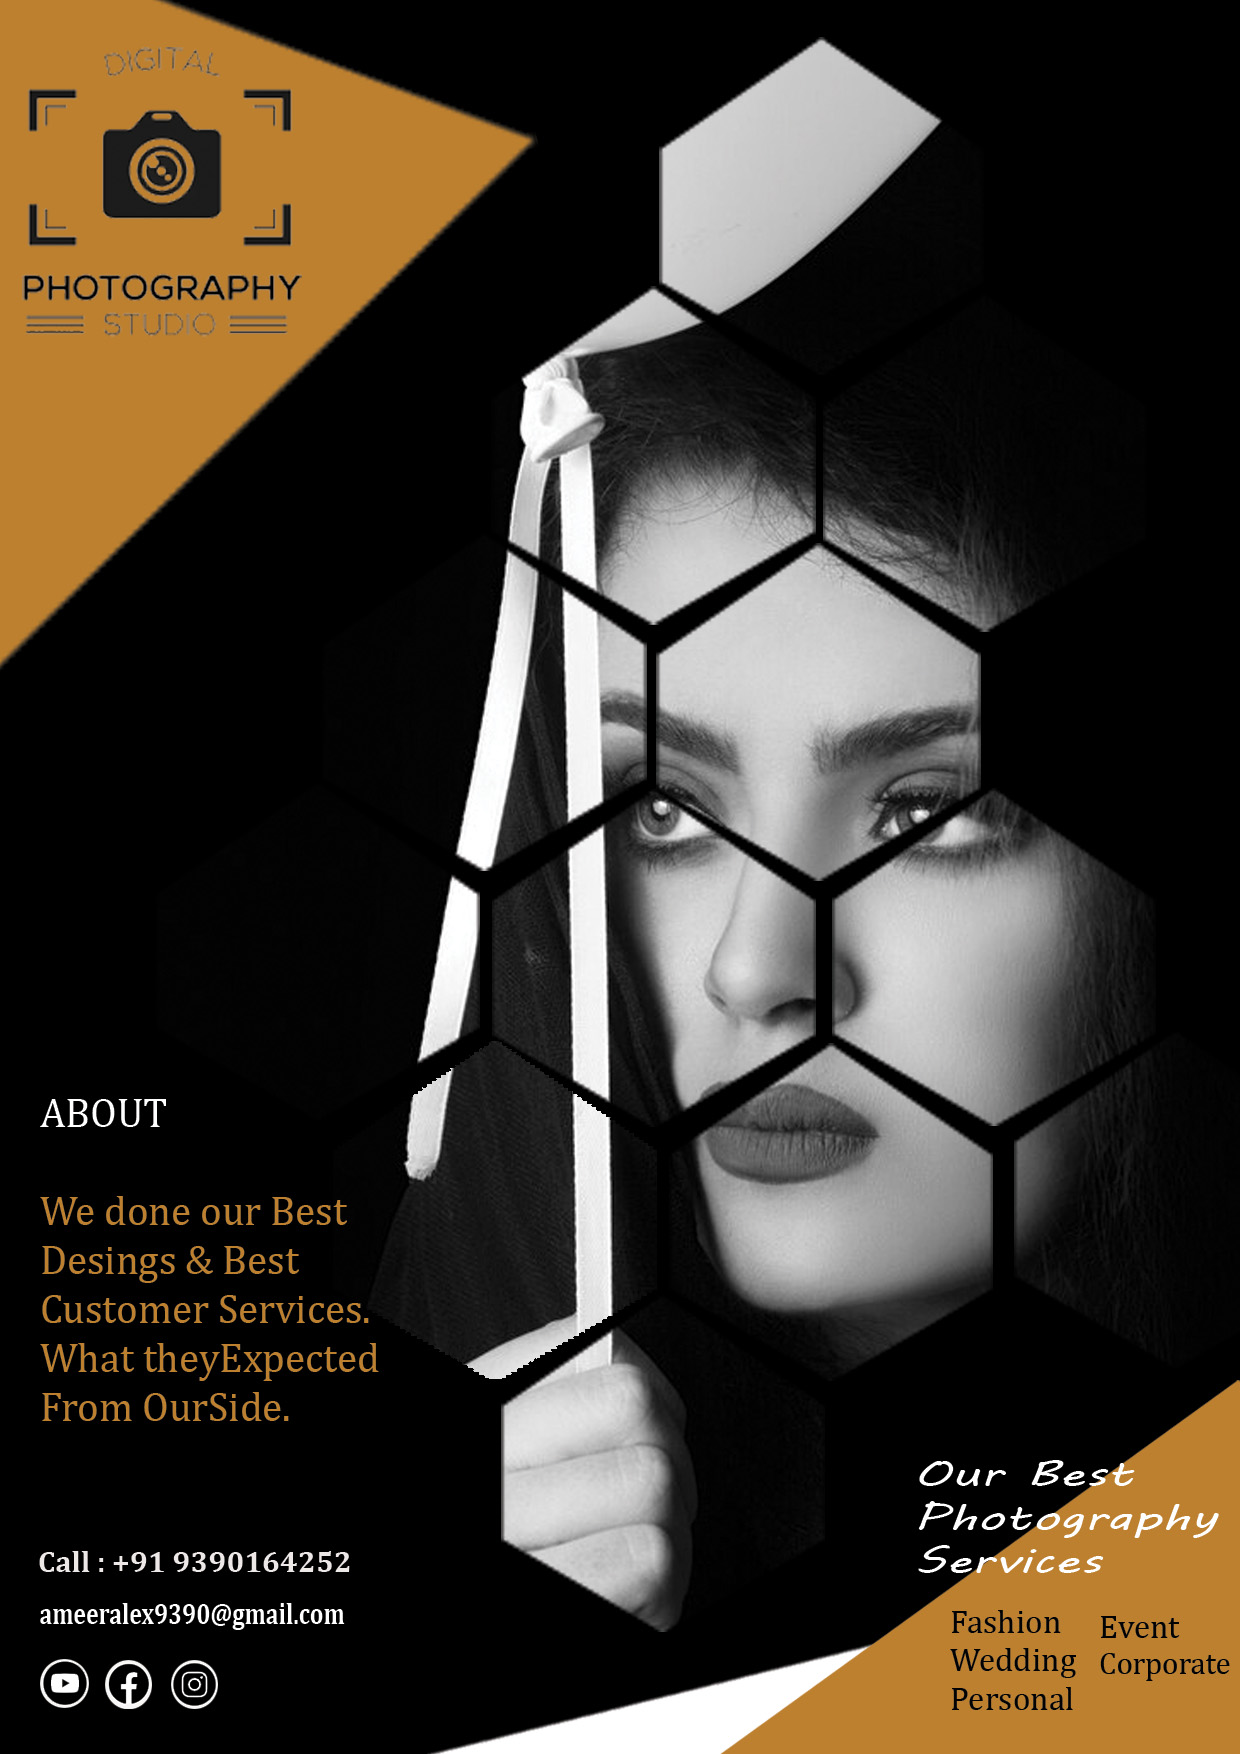 DIGITAL
PHOTOGRAPHY
STUDIO
ABOUT
We done our Best
Desings & Best
Customer Services.
What theyExpected
From OurSide.
Call : +91 9390164252
ameeralex9390@gmail.com
Our Best
Photography
Services
Fashion
Wedding
Personal
Event
Corporate